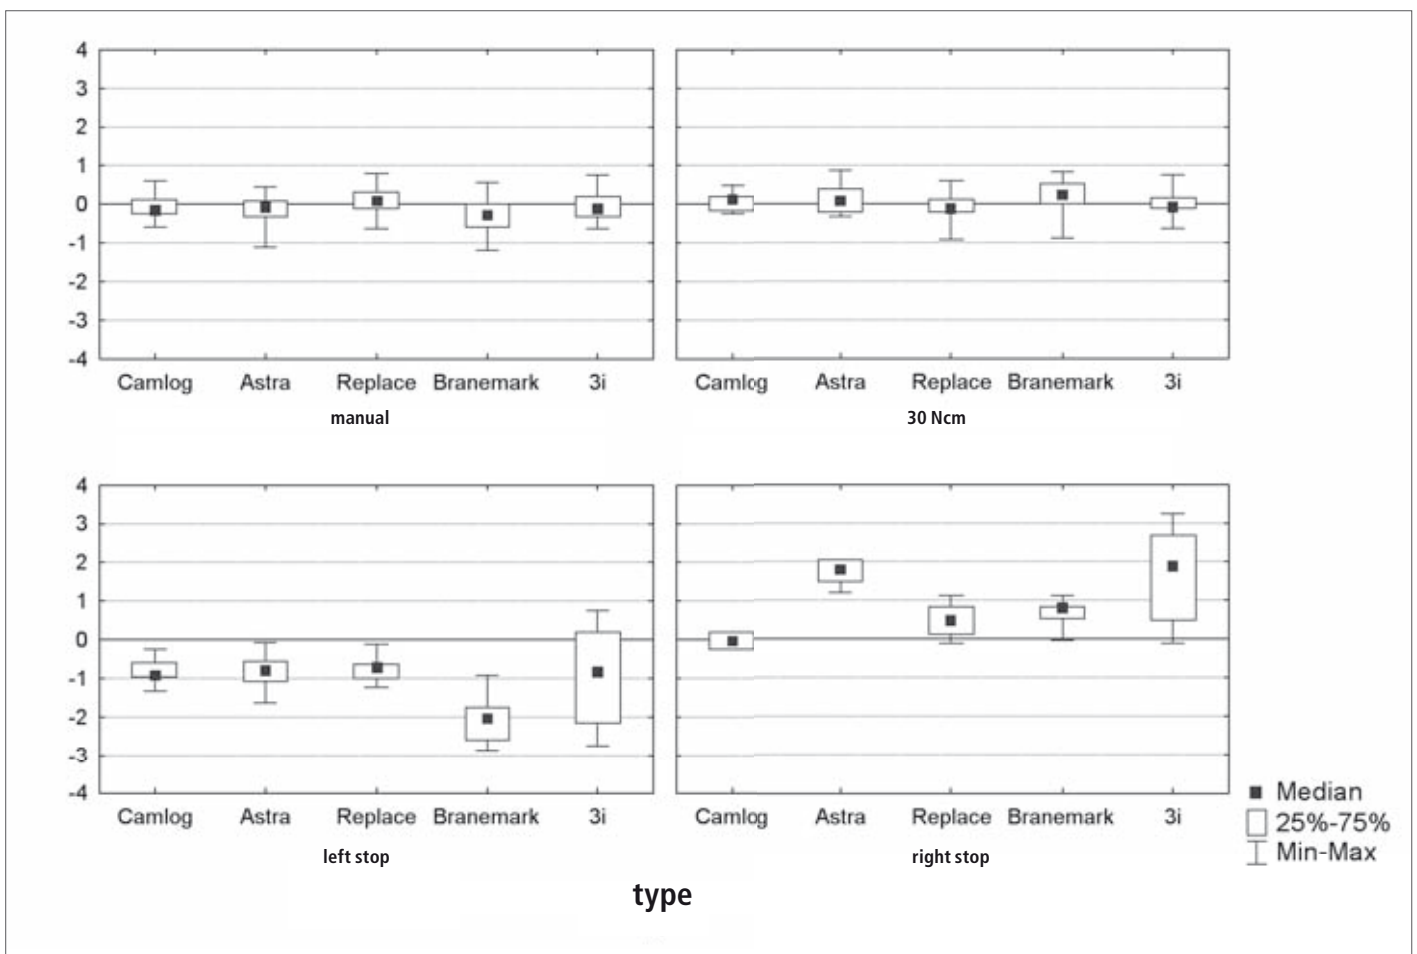 4
3
2
1
0
-1
-2
-3
-4
Camlog Astra Replace Branemark 3i
manual
Camlog Astra Replace Branemark 3i
30 Ncm
4
3
2
1
0
-1
-2
-3
-4
Camlog Astra Replace Branemark 3i
left stop
Camlog Astra Replace Branemark 3i
right stop
Median
25%-75%
Min-Max
type